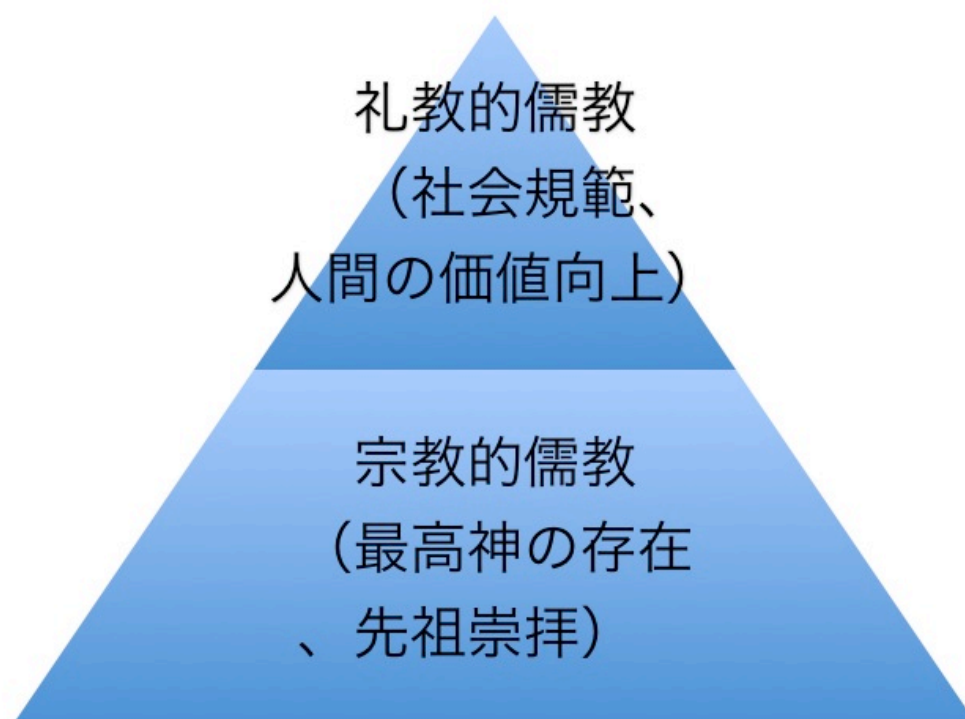 礼教的儒教
（社会規範、
人間の価値向上）
宗教的儒教
（最高神の存在
、先祖崇拝）